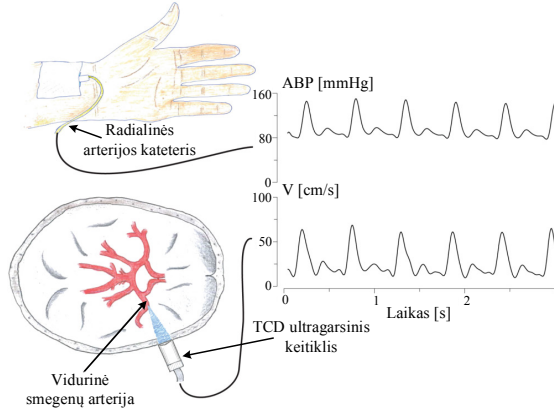 ABP [mmHg]
160
80
0
Radialinės
arterijos kateteris
V [cm/s]
100
50
0
0
1
2
Laikas [s]
TCD ultragarsinis
keitiklis
Vidurinė
smegenų arterija